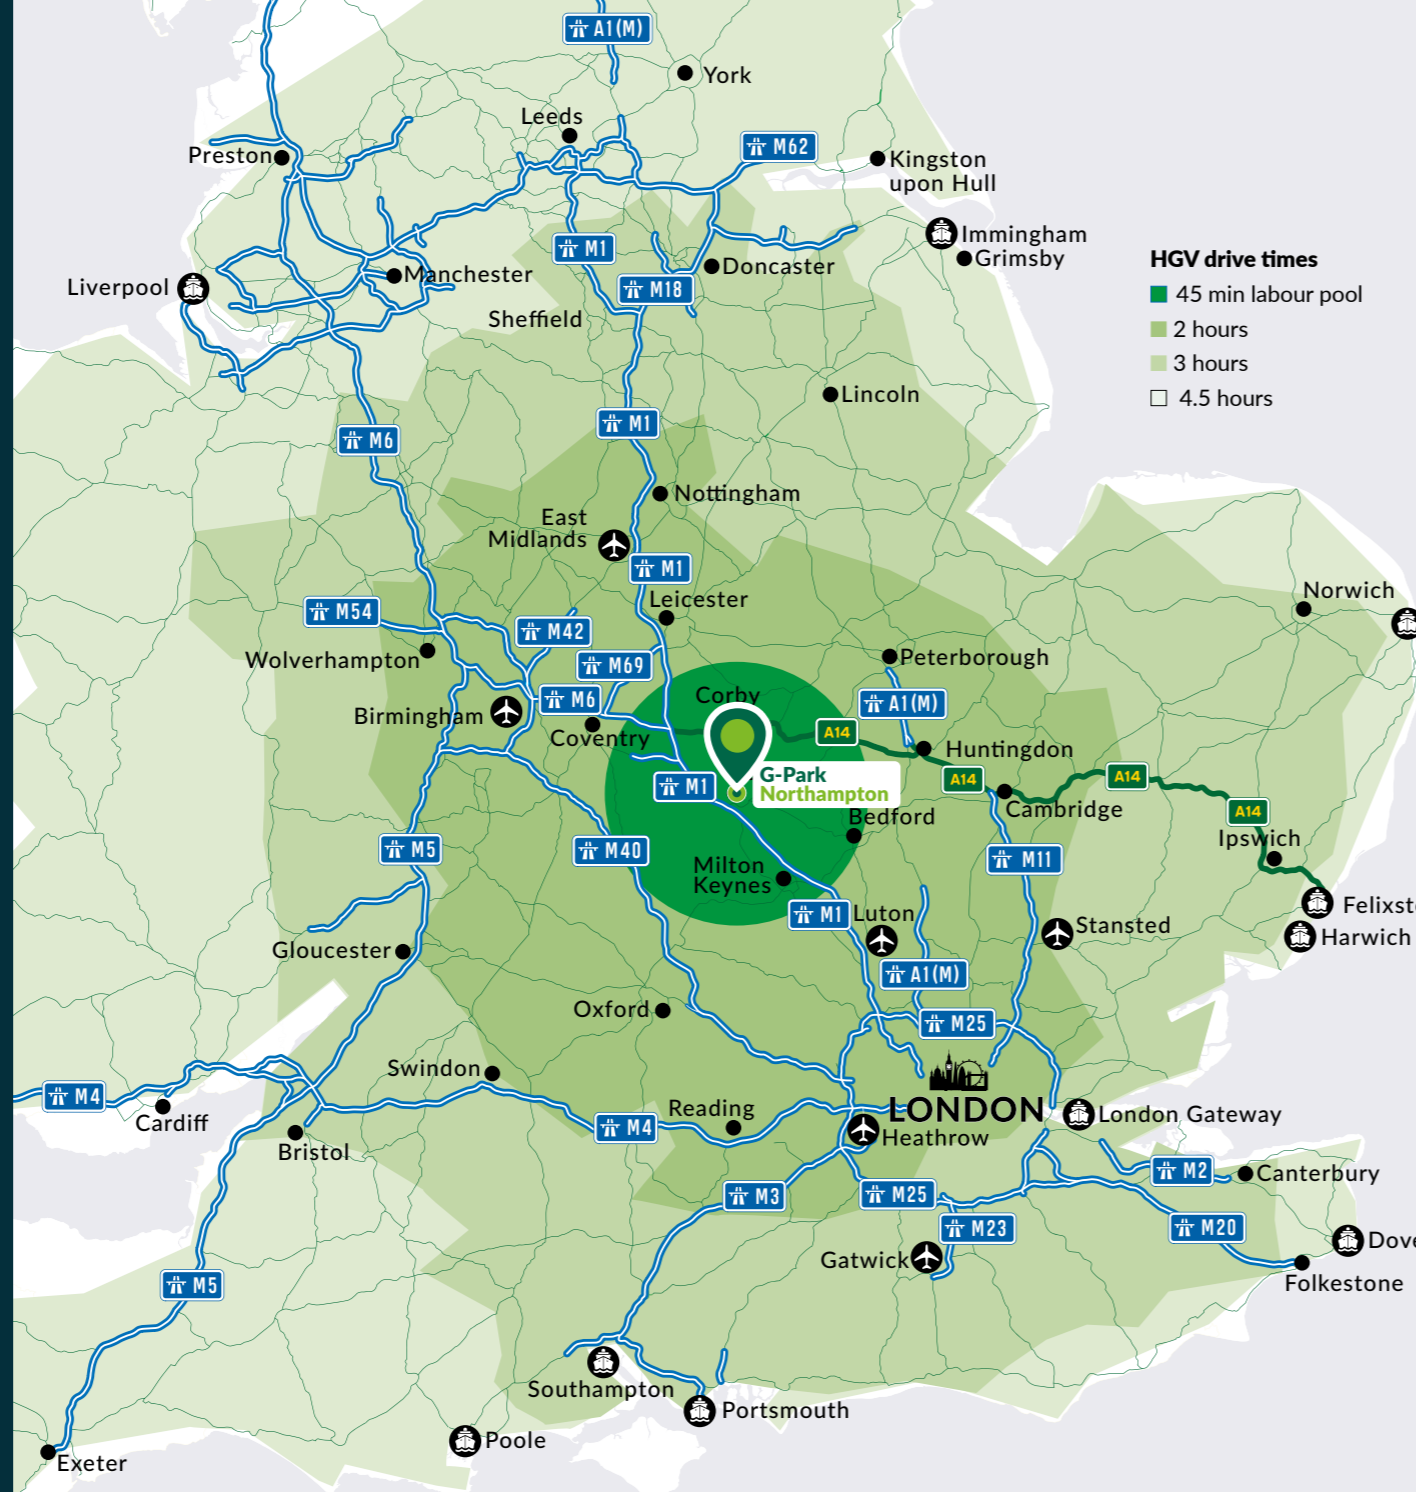 A1(M)
York
Leeds
M62
Preston
Kingston
upon Hull
Immingham
Grimsby
M1
HGV drive times
45 min labour pool
2 hours
3 hours
4.5 hours
Doncaster
Manchester
Liverpool
M18
Sheffield
Lincoln
M6
M1
Nottingham
East
Midlands
M1
Norwich
Leicester
M54
M42
Wolverhampton
M69
Peterborough
Corby
M6
A1(M)
Birmingham
Coventry
A14
Huntingdon
G-Park
Northampton
M1
A14
A14
Cambridge
A14
Bedford
Ipswich
M5
M40
M11
Milton
Keynes
M1
Luton
Felixst
Stansted
Harwich
Gloucester
A1(M)
Oxford
M25
Swindon
M4
Reading
LONDON
London Gateway
Cardiff
M4
Heathrow
Bristol
M2
Canterbury
M3
M25
M23
M20
Dove
Gatwick
M5
Folkestone
Southampton
Portsmouth
Poole
Exeter